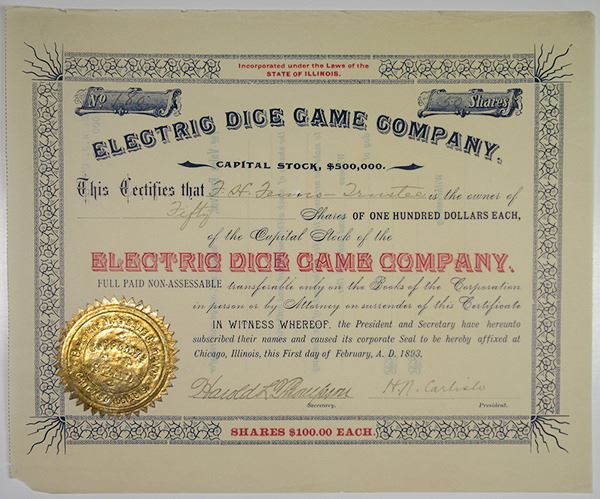 Incorporated under the Laws of the
STATE OF ILLINOIS.
No
50 Shares
ELECTRIC DICE GAME COMPANY.
CAPITAL STOCK, $500,000.
This Certifies that F. H. Trustee is the owner of
Fifty Shares OF ONE HUNDRED DOLLARS EACH,
of the Capital Stock of the
ELECTRIC DICE GAME COMPANY.
FULL PAID NON-ASSESSABLE transferable only on the Books of the Corporation
in person or by Attorney on surrender of this Certificate
IN WITNESS WHEREOF, the President and Secretary have hereunto
subscribed their names and caused its corporate Seal to be hereby affixed at
Chicago, Illinois, this First day of February, A. D. 1893.
Harold L. Thompson H. N. Carlisle
Secretary. President.
SHARES $100.00 EACH.